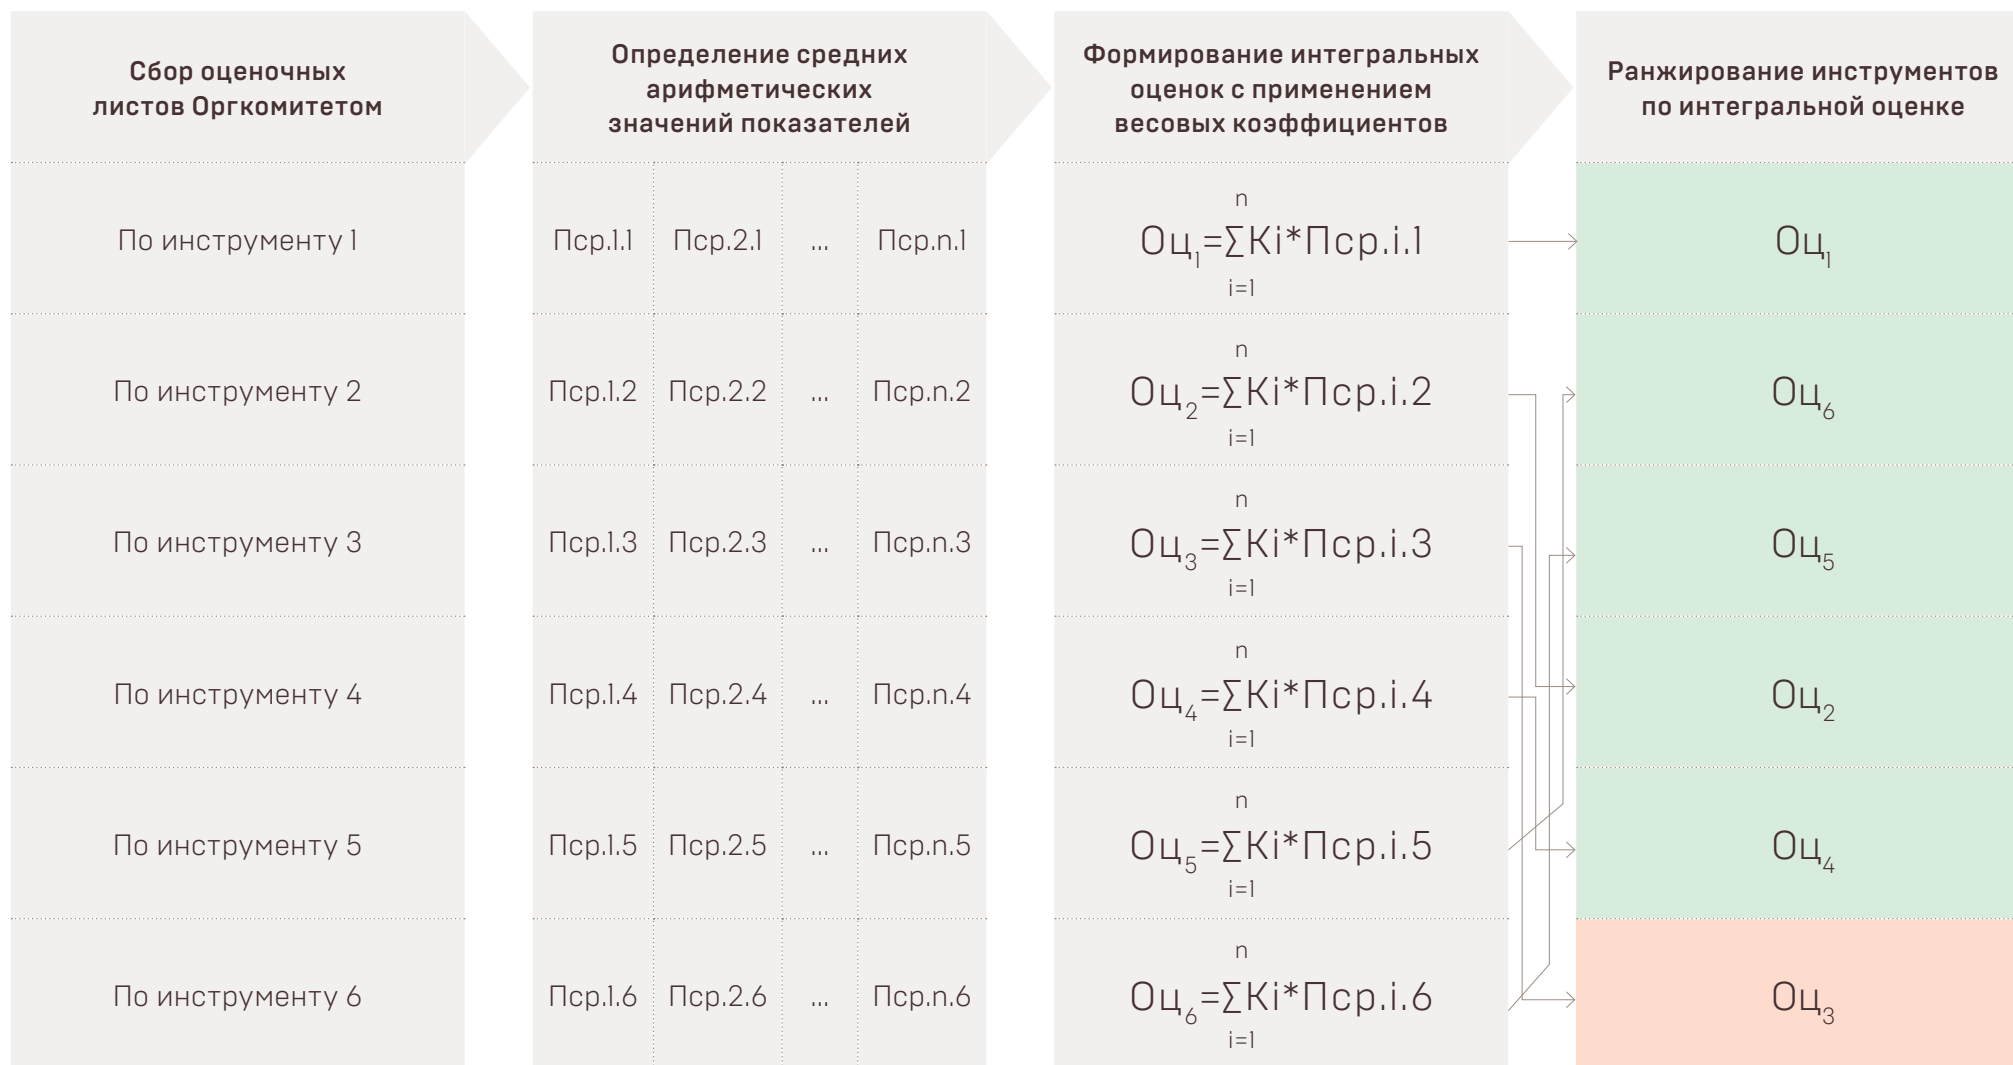 Сбор оценочных
листов Оргкомитетом
Определение средних
арифметических
значений показателей
Формирование интегральных
оценок с применением
весовых коэффициентов
Ранжирование инструментов
по интегральной оценке
По инструменту 1
Пср.1.1 Пср.2.1 ... Пср.n.1
n
Оц₁=∑Ki*Пср.i.1
i=1
Оц₁
По инструменту 2
Пср.1.2 Пср.2.2 ... Пср.n.2
n
Оц₂=∑Ki*Пср.i.2
i=1
Оц₆
По инструменту 3
Пср.1.3 Пср.2.3 ... Пср.n.3
n
Оц₃=∑Ki*Пср.i.3
i=1
Оц₅
По инструменту 4
Пср.1.4 Пср.2.4 ... Пср.n.4
n
Оц₄=∑Ki*Пср.i.4
i=1
Оц₂
По инструменту 5
Пср.1.5 Пср.2.5 ... Пср.n.5
n
Оц₅=∑Ki*Пср.i.5
i=1
Оц₄
По инструменту 6
Пср.1.6 Пср.2.6 ... Пср.n.6
n
Оц₆=∑Ki*Пср.i.6
i=1
Оц₃